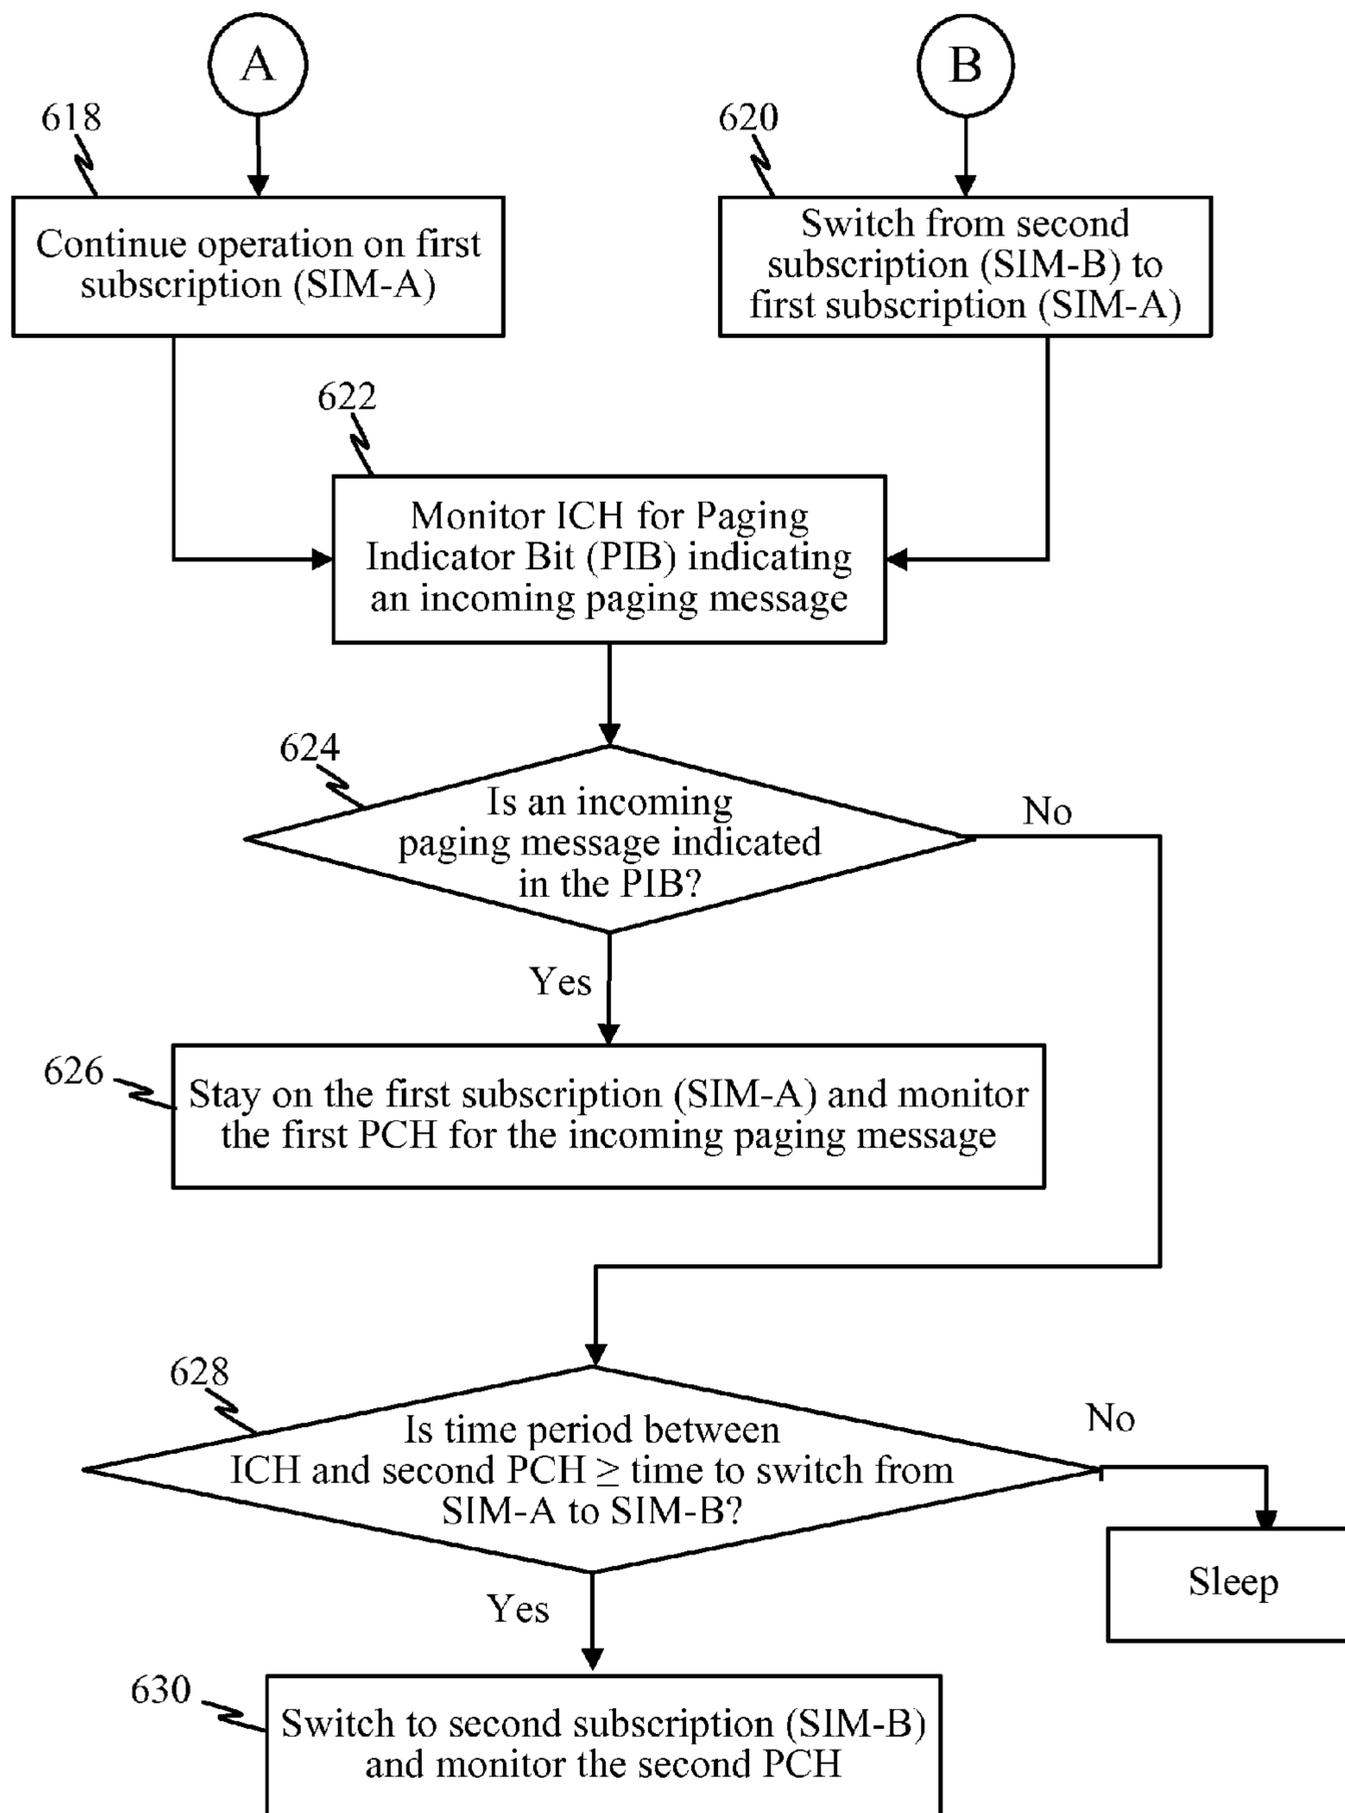 A
B
618
620
Continue operation on first
subscription (SIM-A)
Switch from second
subscription (SIM-B) to
first subscription (SIM-A)
622
Monitor ICH for Paging
Indicator Bit (PIB) indicating
an incoming paging message
624
Is an incoming
paging message indicated
in the PIB?
No
Yes
626
Stay on the first subscription (SIM-A) and monitor
the first PCH for the incoming paging message
628
Is time period between
ICH and second PCH ≥ time to switch from
SIM-A to SIM-B?
No
Sleep
Yes
630
Switch to second subscription (SIM-B)
and monitor the second PCH